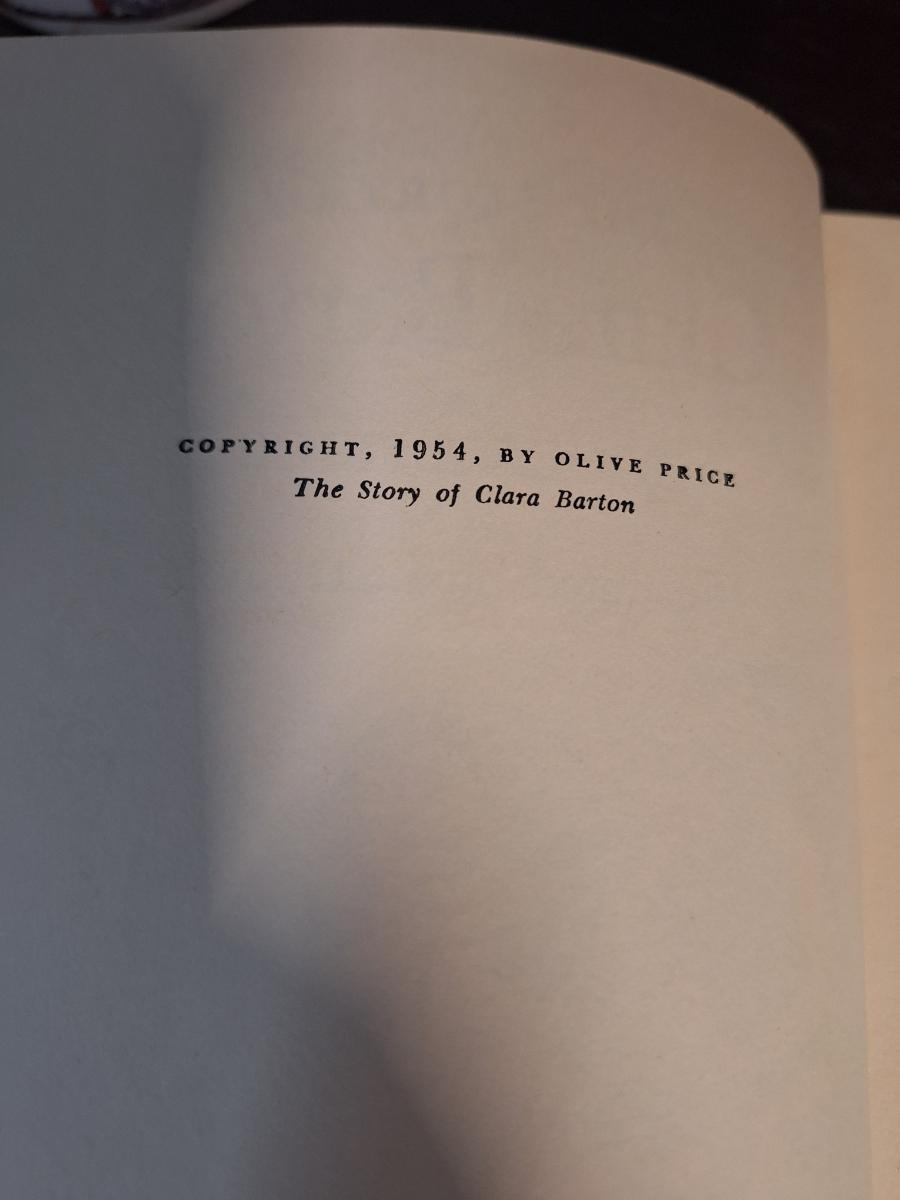 COPYRIGHT, 1954, BY OLIVE PRICE
The Story of Clara Barton